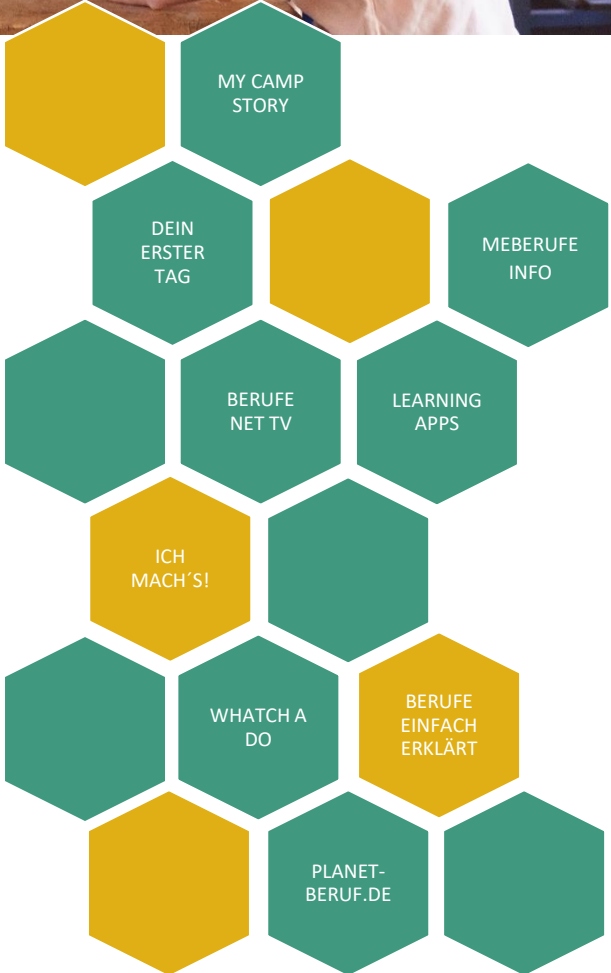 MY CAMP
STORY
DEIN
ERSTER
TAG
MEBERUFE
INFO
BERUFE
NET TV
LEARNING
APPS
ICH
MACH´S!
WHATCH A
DO
BERUFE
EINFACH
ERKLÄRT
PLANET-
BERUF.DE